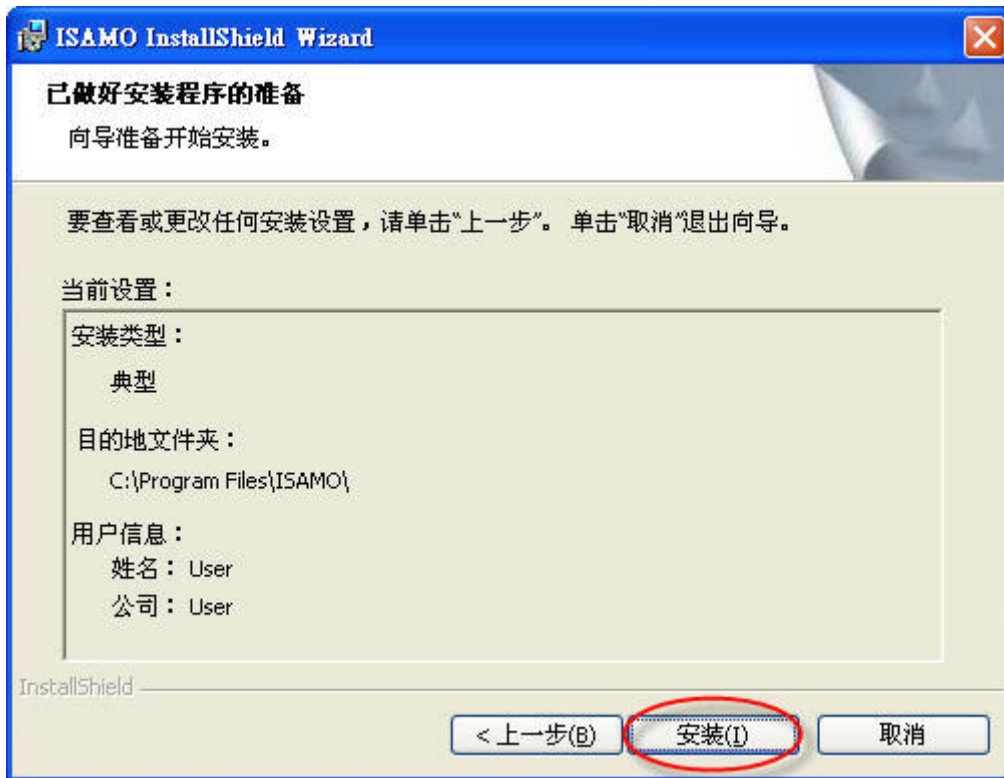 ISAMO InstallShield Wizard
已做好安装程序的准备
向导准备开始安装。
要查看或更改任何安装设置，请单击“上一步”。 单击“取消”退出向导。
当前设置：
安装类型：
典型
目的地文件夹：
C:\Program Files\ISAMO\
用户信息：
姓名： User
公司： User
InstallShield
< 上一步(B) 安装(I) 取消